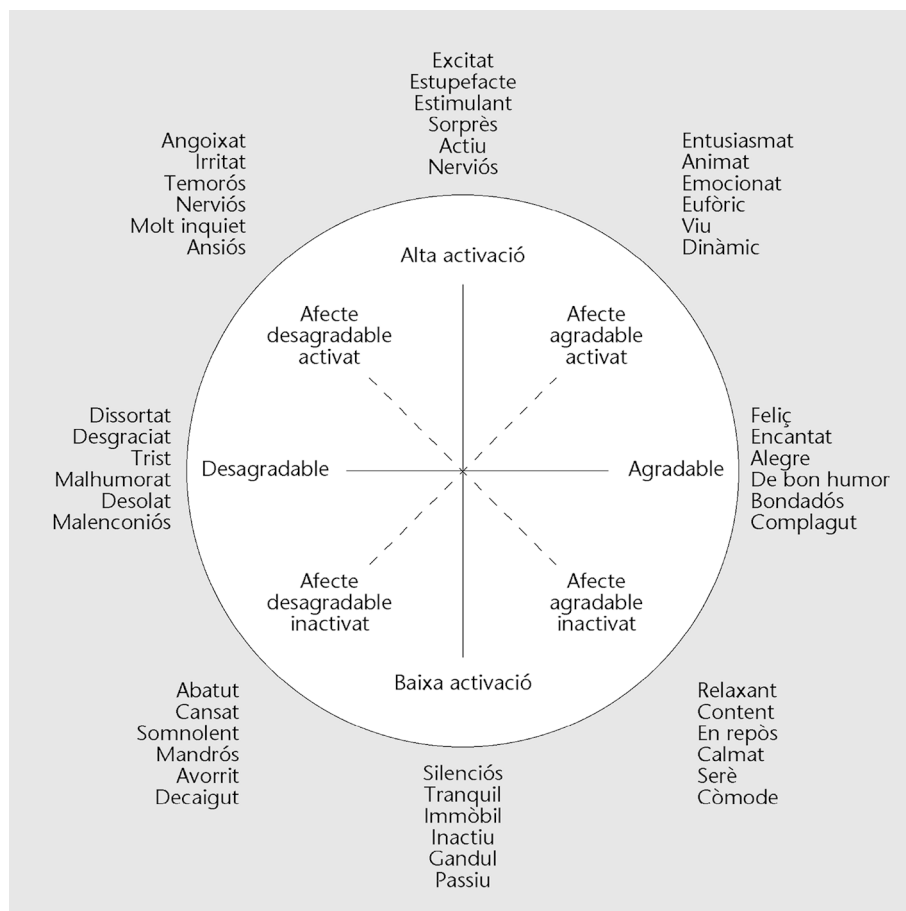 Excitat
Estupefacte
Estimulant
Sorprès
Actiu
Nerviós
Angoixat
Irritat
Temorós
Nerviós
Molt inquiet
Ansiós
Entusiasmat
Animat
Emocionat
Eufòric
Viu
Dinàmic
Alta activació
Afecte
desagradable
activat
Afecte
agradable
activat
Dissortat
Desgraciat
Trist
Malhumorat
Desolat
Malenconiós
Desagradable
Agradable
Feliç
Encantat
Alegre
De bon humor
Bondadós
Complagut
Afecte
desagradable
inactivat
Afecte
agradable
inactivat
Baixa activació
Abatut
Cansat
Somnolent
Mandrós
Avorrit
Decaigut
Silenciós
Tranquil
Immòbil
Inactiu
Gandul
Passiu
Relaxant
Content
En repòs
Calmat
Serè
Còmode